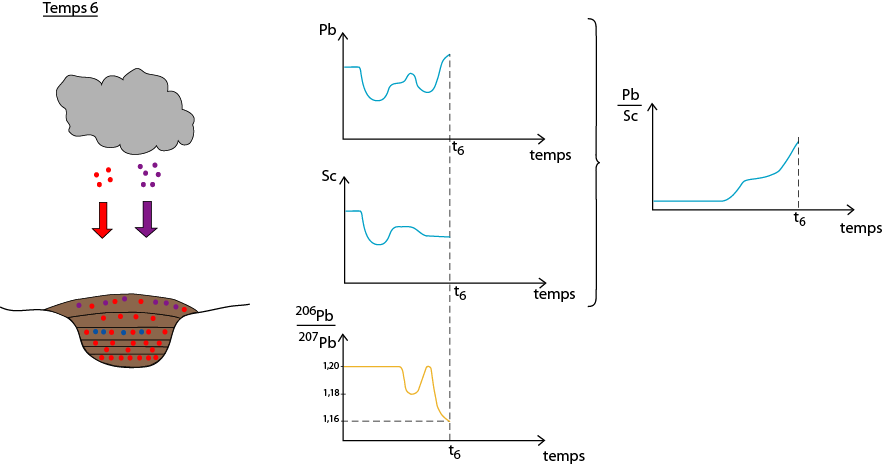 Temps 6
Pb
t6
temps
Sc
t6
temps
206Pb
207Pb
1,20
1,18
1,16
t6
temps
Pb
Sc
t6
temps